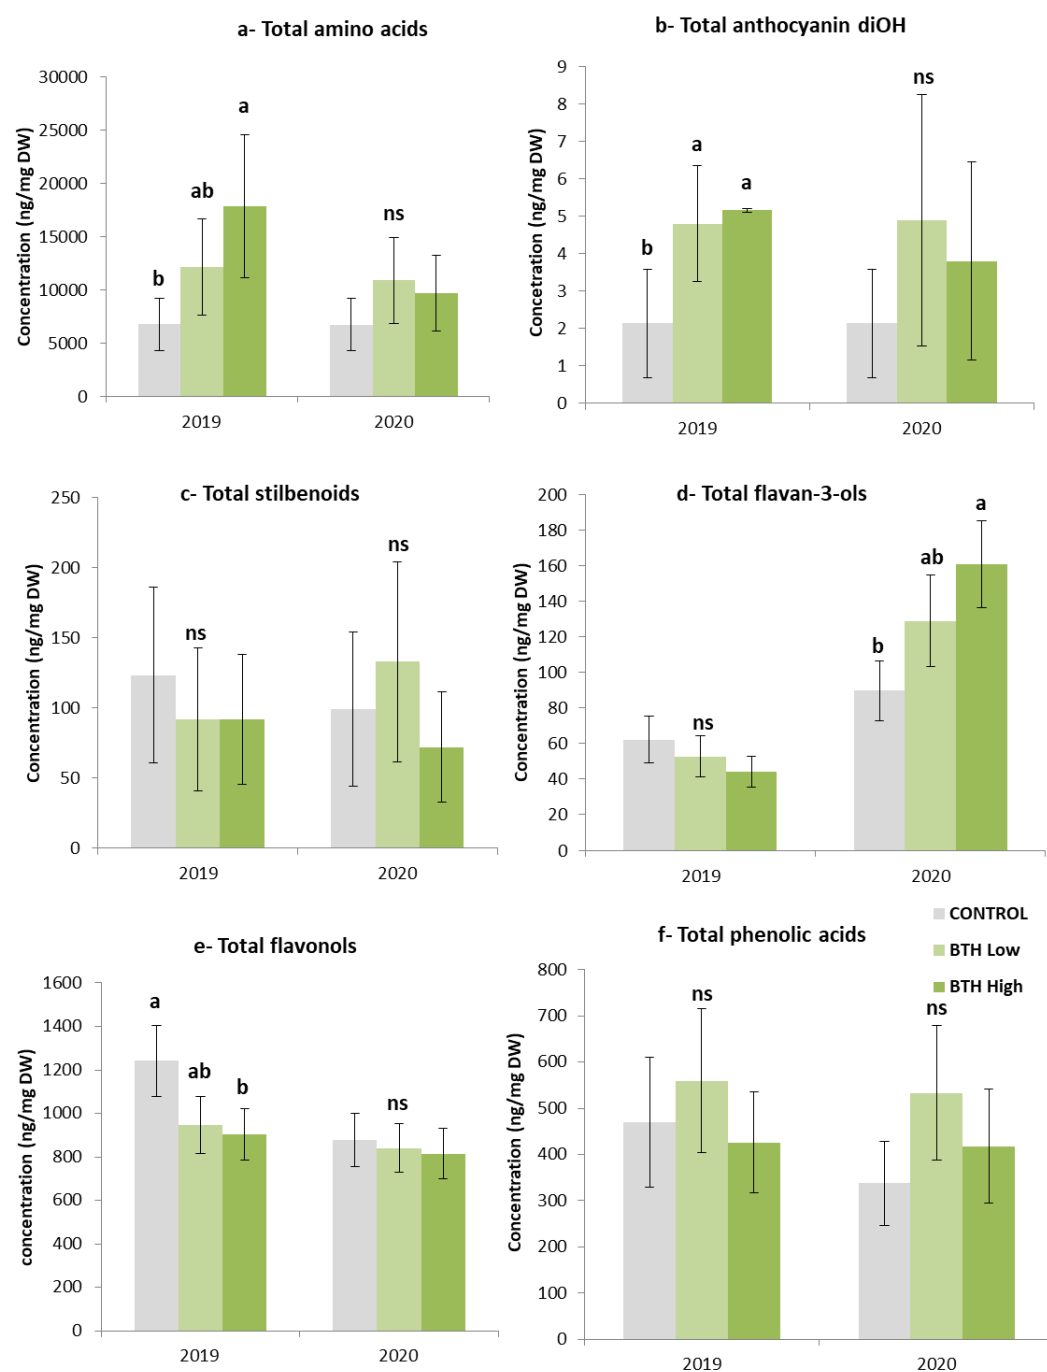 a- Total amino acids
Concentration (ng/mg DW)
30000
25000
20000
15000
10000
5000
0
b
ab
a
ns
2019
2020
b- Total anthocyanin diOH
Concetration (ng/mg DW)
9
8
7
6
5
4
3
2
1
0
b
a
a
ns
2019
2020
c- Total stilbenoids
Concentration (ng/mg DW)
250
200
150
100
50
0
ns
ns
2019
2020
d- Total flavan-3-ols
Concentration (ng/mg DW)
200
180
160
140
120
100
80
60
40
20
0
ns
b
ab
a
2019
2020
CONTROL
BTH Low
BTH High
e- Total flavonols
concentration (ng/mg DW)
1600
1400
1200
1000
800
600
400
200
0
a
ab
b
ns
2019
2020
f- Total phenolic acids
Concentration (ng/mg DW)
800
700
600
500
400
300
200
100
0
ns
ns
2019
2020